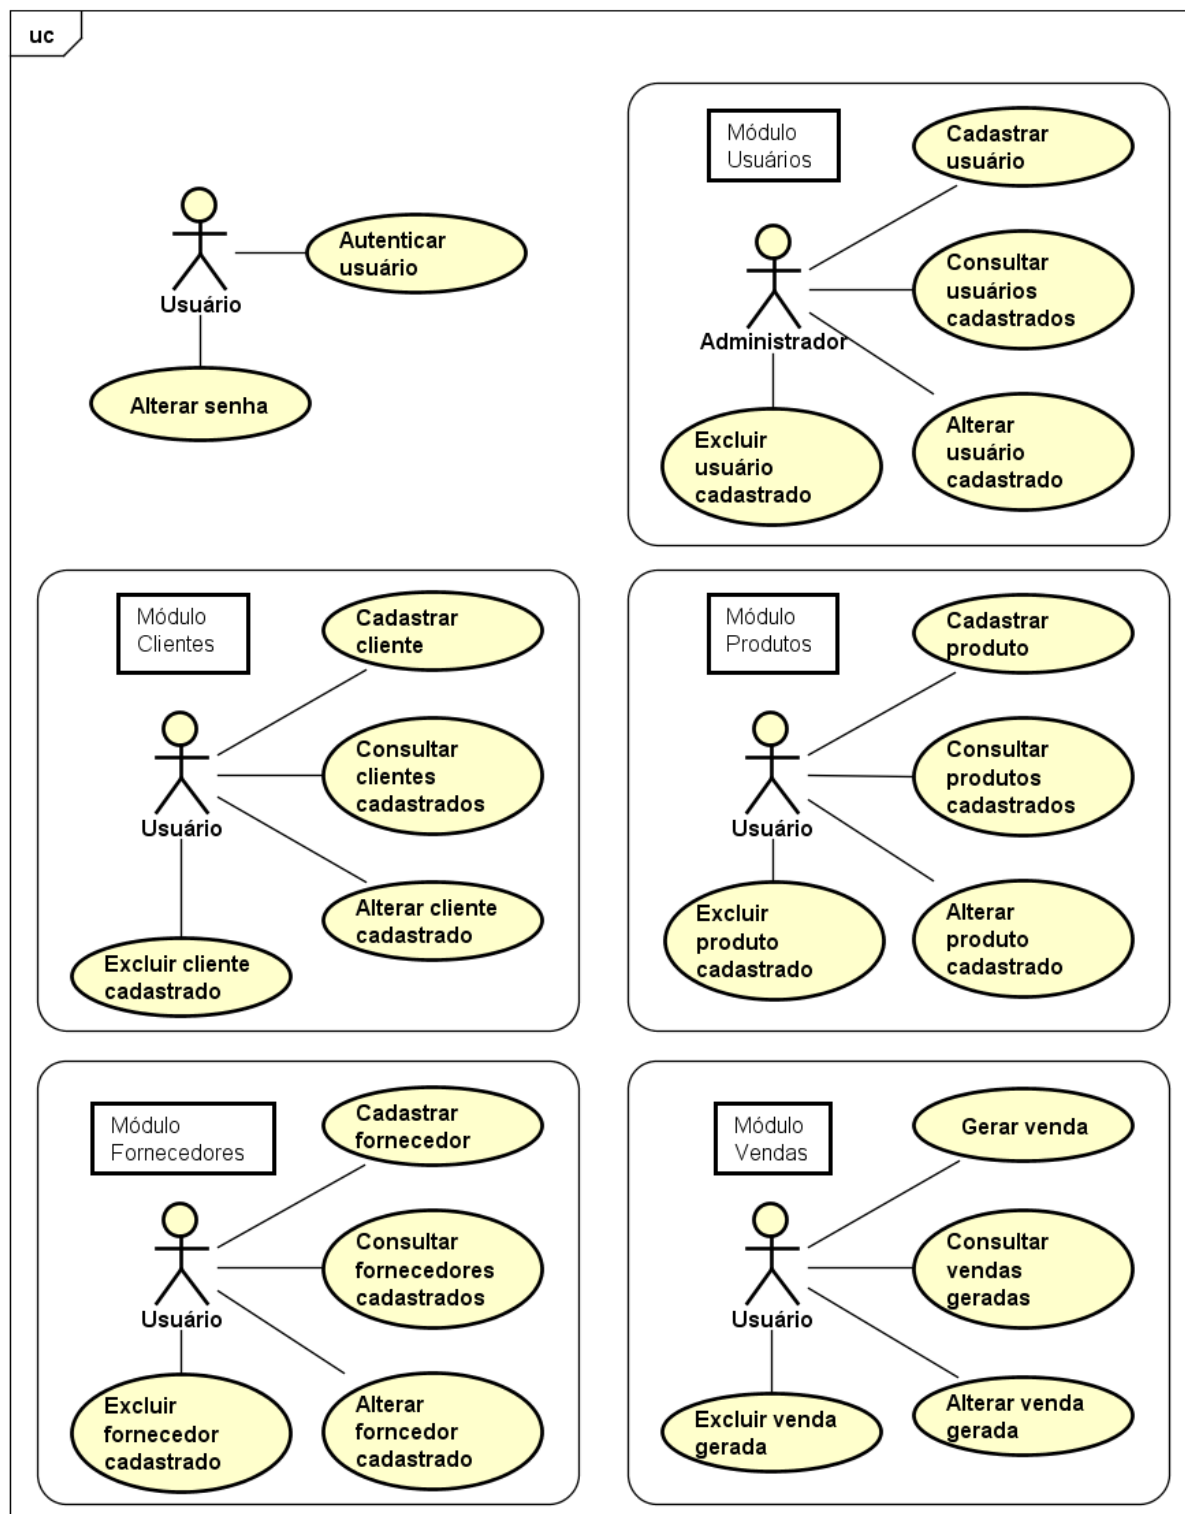 uc
Autenticar
usuário
Usuário
Alterar senha
Módulo
Usuários
Cadastrar
usuário
Consultar
usuários
cadastrados
Administrador
Excluir
usuário
cadastrado
Alterar
usuário
cadastrado
Módulo
Clientes
Cadastrar
cliente
Consultar
clientes
cadastrados
Usuário
Alterar cliente
cadastrado
Excluir cliente
cadastrado
Módulo
Produtos
Cadastrar
produto
Consultar
produtos
cadastrados
Usuário
Excluir
produto
cadastrado
Alterar
produto
cadastrado
Módulo
Fornecedores
Cadastrar
fornecedor
Consultar
fornecedores
cadastrados
Usuário
Excluir
fornecedor
cadastrado
Alterar
forncedor
cadastrado
Módulo
Vendas
Gerar venda
Consultar
vendas
geradas
Usuário
Excluir venda
gerada
Alterar venda
gerada